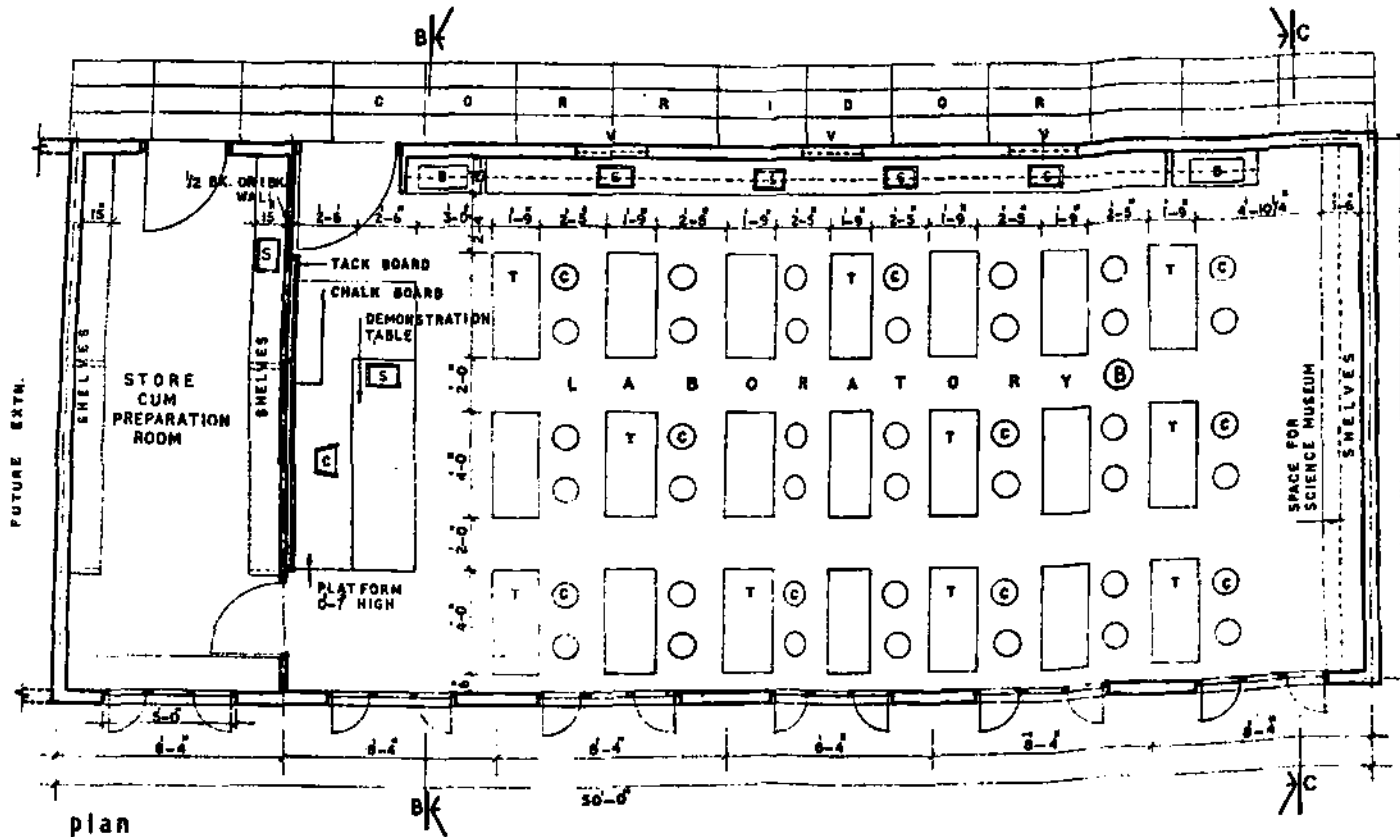 B C
C O R R I D O R
V V V
½ BK. OR 1 BK.
WALL
15" 15" 2'-6" 2'-6" 3'-0" 1'-9" 2'-5" 1'-9" 2'-5" 1'-9" 2'-5" 1'-9" 2'-5" 1'-9" 2'-5" 1'-9" 2'-5" 1'-9" 4'-10¼"
S
TACK BOARD
CHALK BOARD
DEMONSTRATION
TABLE
S
T C T C T C
SHELVES
SHELVES
STORE
CUM
PREPARATION
ROOM
FUTURE EXTN.
2'-0"
L A B O R A T O R Y B
C
T C T C T C
4'-0"
2'-0"
SPACE FOR
SCIENCE MUSEUM
SHELVES
PLATFORM
0'-7" HIGH
T C T C T C T C
4'-0"
5'-0"
8'-4" 8'-4" 8'-4" 8'-4" 8'-4" 8'-4"
50'-0"
B C
plan